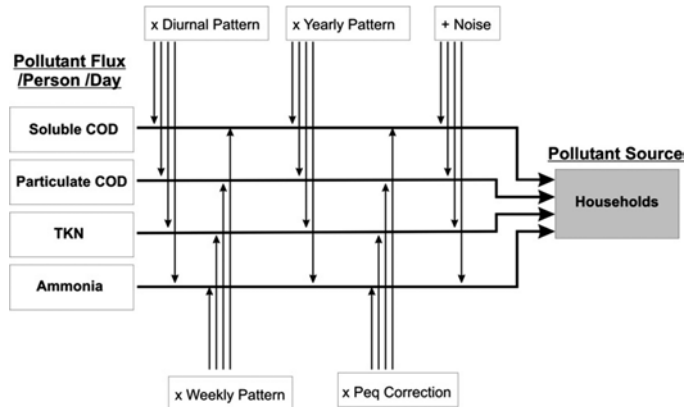 x Diurnal Pattern
x Yearly Pattern
+ Noise
Pollutant Flux
/Person /Day
Soluble COD
Particulate COD
TKN
Ammonia
Pollutant Source
Households
x Weekly Pattern
x Peq Correction